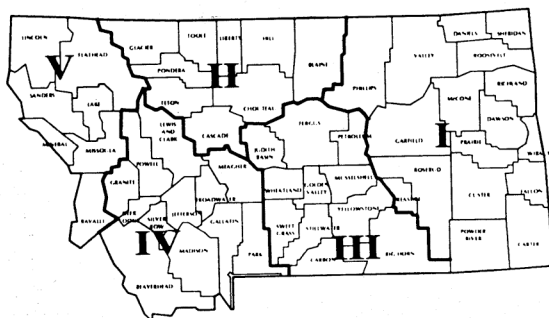 LINCOLN
FLATHEAD
GLACIER
TOOLE
LIBERTY
HILL
BLAINE
PHILLIPS
VALLEY
DANIELS
SHERIDAN
ROOSEVELT
V
PONDERA
II
SANDERS
LAKE
TETON
CHOUTEAU
McCONE
RICHLAND
DAWSON
LEWIS
AND
CLARK
CASCADE
FERGUS
PETROLEUM
GARFIELD
I
PRAIRIE
MINERAL
MISSOULA
POWELL
JUDITH
BASIN
MEAGHER
GRANITE
WHEATLAND
GOLDEN
VALLEY
MUSSELSHELL
ROSEBUD
FALLON
CUSTER
RAVALLI
DEER
LODGE
SILVER
BOW
JEFFERSON
BROADWATER
GALLATIN
SWEET
GRASS
STILLWATER
YELLOWSTONE
TREASURE
IV
MADISON
PARK
CARBON
III
BIG HORN
POWDER
RIVER
CARTER
BEAVERHEAD